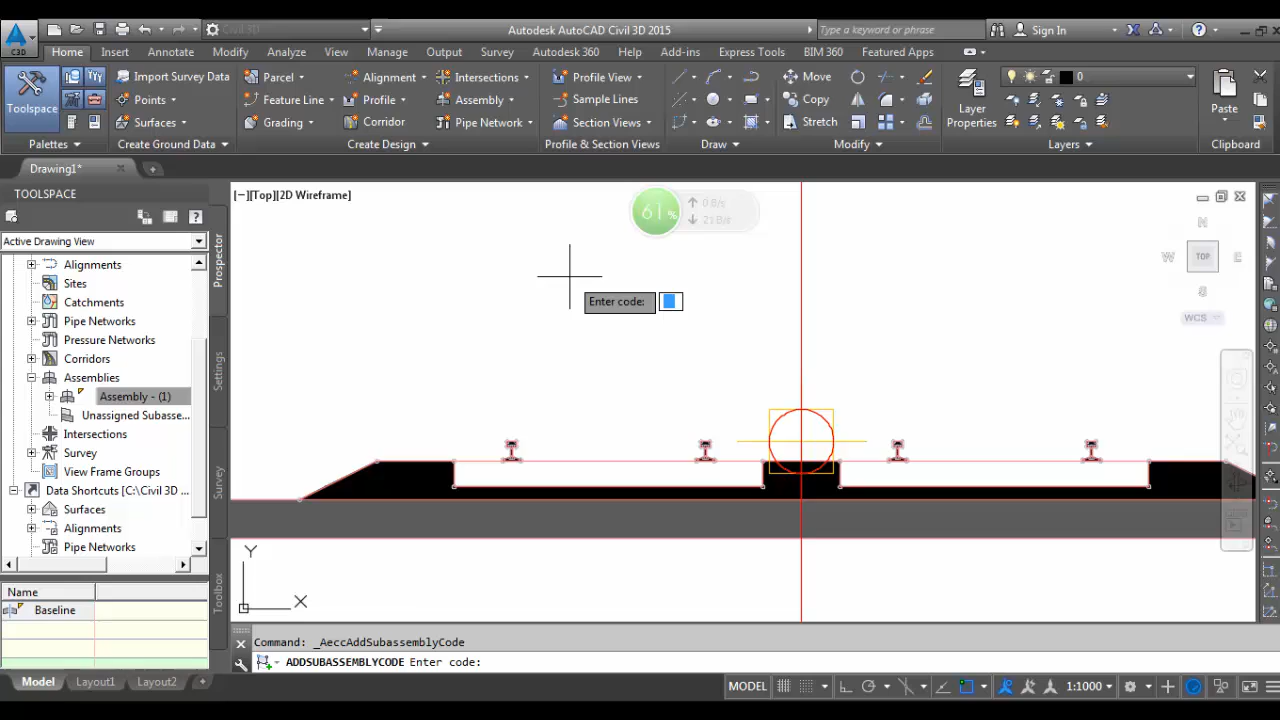 C3D
Civil 3D
Autodesk AutoCAD Civil 3D 2015
Type a keyword or phrase
Sign In
Home Insert Annotate Modify Analyze View Manage Output Survey Autodesk 360 Help Add-ins Express Tools BIM 360 Featured Apps
Toolspace
Import Survey Data
Points
Surfaces
Parcel
Feature Line
Grading
Alignment
Profile
Corridor
Intersections
Assembly
Pipe Network
Profile View
Sample Lines
Section Views
Move
Copy
Stretch
Layer
Properties
0
Paste
Palettes
Create Ground Data
Create Design
Profile & Section Views
Draw
Modify
Layers
Clipboard
Drawing1*
TOOLSPACE
Active Drawing View
Alignments
Sites
Catchments
Pipe Networks
Pressure Networks
Corridors
Assemblies
Assembly - (1)
Unassigned Subasse...
Intersections
Survey
View Frame Groups
Data Shortcuts [C:\Civil 3D ...
Surfaces
Alignments
Pipe Networks
Name
Baseline
Prospector
Settings
Survey
Toolbox
[−][Top][2D Wireframe]
61%
0 B/s
21 B/s
Enter code:
N
W TOP E
S
WCS
Y
X
Command: _AeccAddSubassemblyCode
ADDSUBASSEMBLYCODE Enter code:
Model Layout1 Layout2 +
MODEL
1:1000